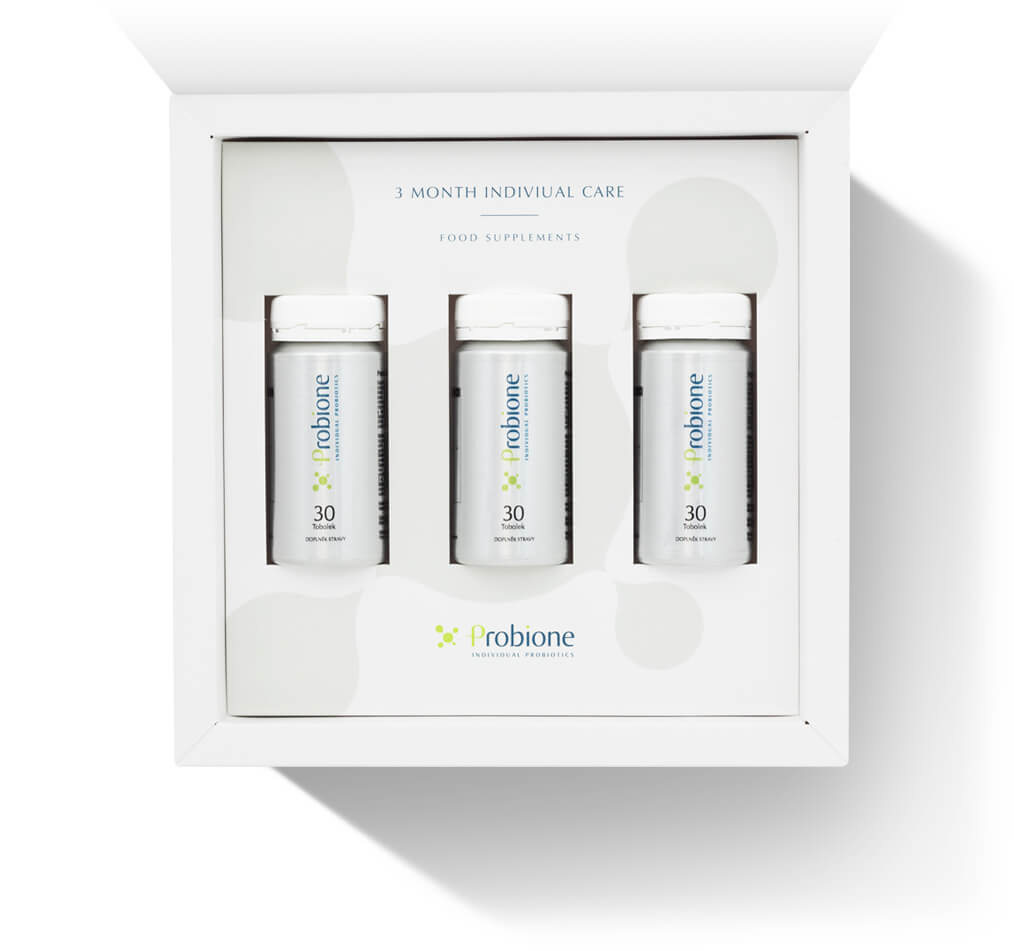 3 MONTH INDIVIUAL CARE
FOOD SUPPLEMENTS
Probione
INDIVIDUAL PROBIOTICS
30
Tobolek
DOPLNĚK STRAVY
Probione
INDIVIDUAL PROBIOTICS
30
Tobolek
DOPLNĚK STRAVY
Probione
INDIVIDUAL PROBIOTICS
30
Tobolek
DOPLNĚK STRAVY
Probione
INDIVIDUAL PROBIOTICS